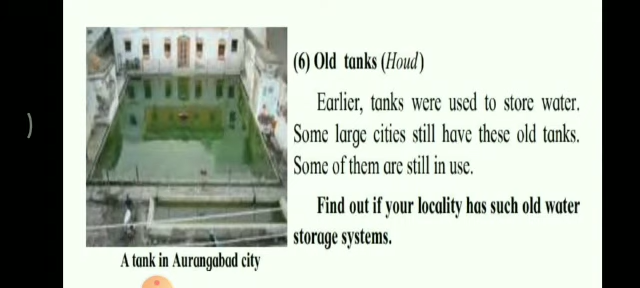 (6) Old tanks (Houd)
Earlier, tanks were used to store water.
Some large cities still have these old tanks.
Some of them are still in use.
Find out if your locality has such old water
storage systems.
A tank in Aurangabad city